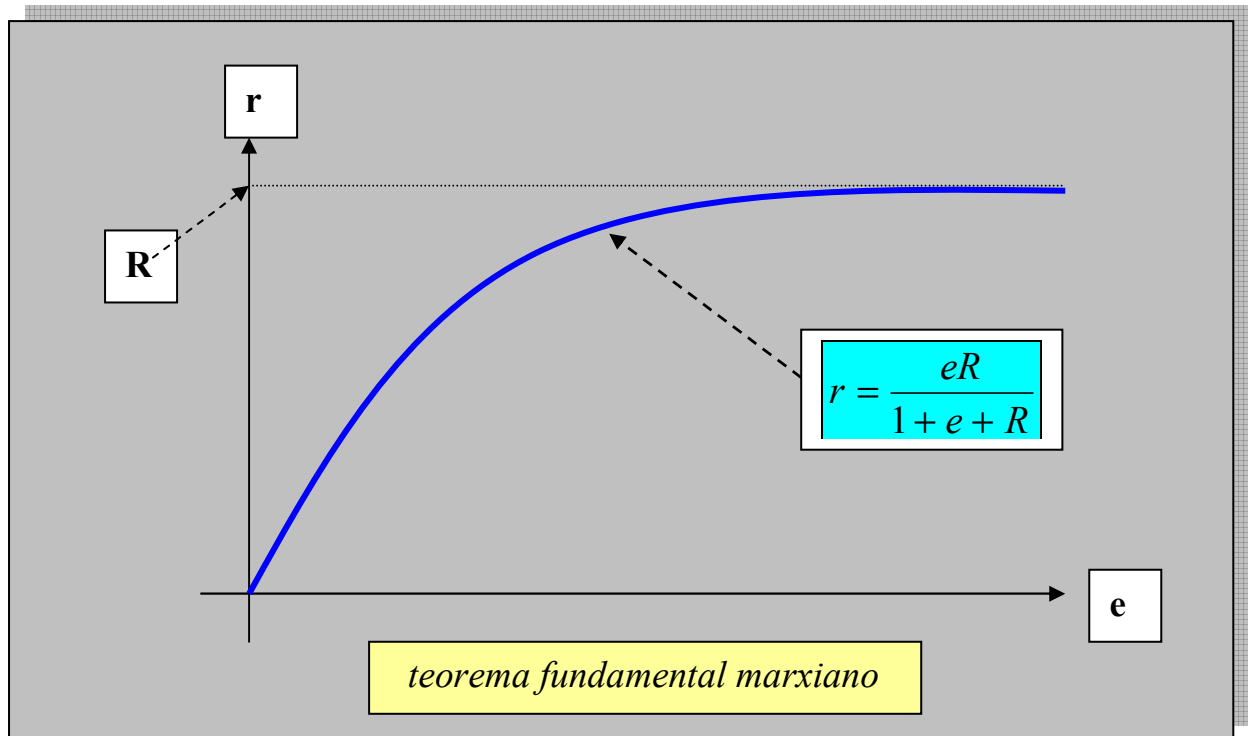 r
R
r = eR / (1 + e + R)
e
teorema fundamental marxiano